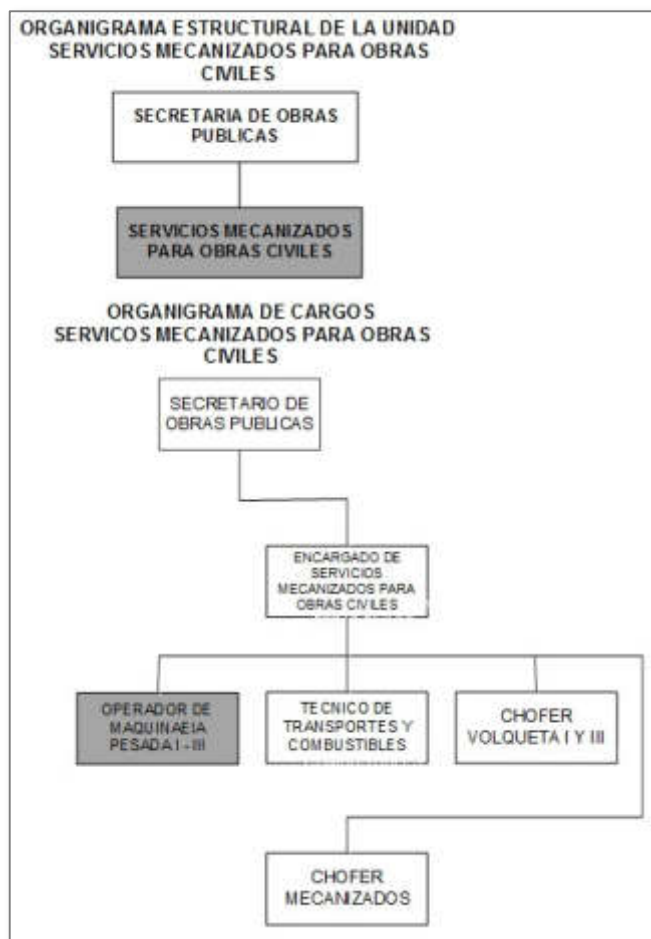 ORGANIGRAMA ESTRUCTURAL DE LA UNIDAD
SERVICIOS MECANIZADOS PARA OBRAS
CIVILES
SECRETARIA DE OBRAS
PUBLICAS
SERVICIOS MECANIZADOS
PARA OBRAS CIVILES
ORGANIGRAMA DE CARGOS
SERVICOS MECANIZADOS PARA OBRAS
CIVILES
SECRETARIO DE
OBRAS PUBLICAS
ENCARGADO DE
SERVICIOS
MECANIZADOS PARA
OBRAS CIVILES
OPERADOR DE
MAQUINAEIA
PESADA I - III
TECNICO DE
TRANSPORTES Y
COMBUSTIBLES
CHOFER
VOLQUETA I Y III
CHOFER
MECANIZADOS